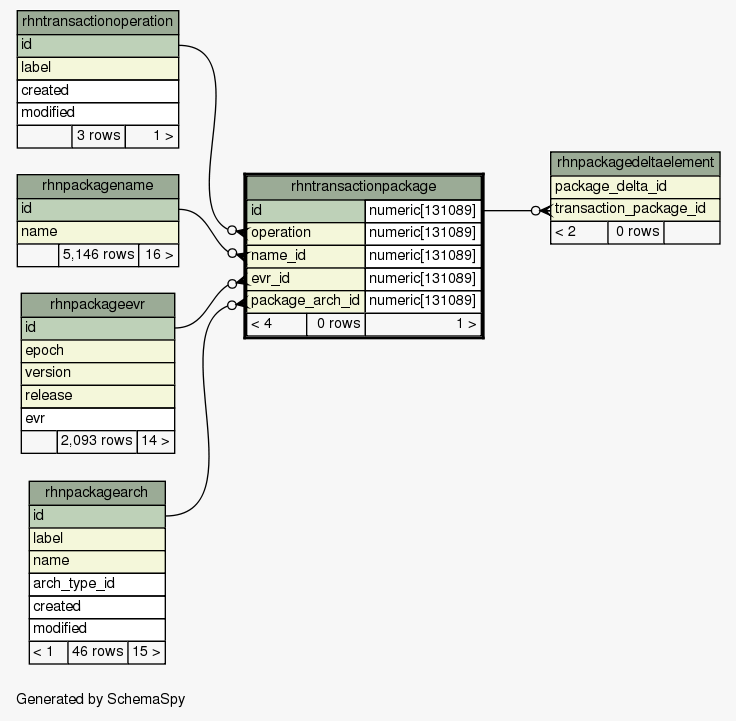 rhntransactionoperation
id
label
created
modified
3 rows 1 >
rhnpackagename
id
name
5,146 rows 16 >
rhnpackageevr
id
epoch
version
release
evr
2,093 rows 14 >
rhnpackagearch
id
label
name
arch_type_id
created
modified
< 1 46 rows 15 >
rhntransactionpackage
id numeric[131089]
operation numeric[131089]
name_id numeric[131089]
evr_id numeric[131089]
package_arch_id numeric[131089]
< 4 0 rows 1 >
rhnpackagedeltaelement
package_delta_id
transaction_package_id
< 2 0 rows
Generated by SchemaSpy